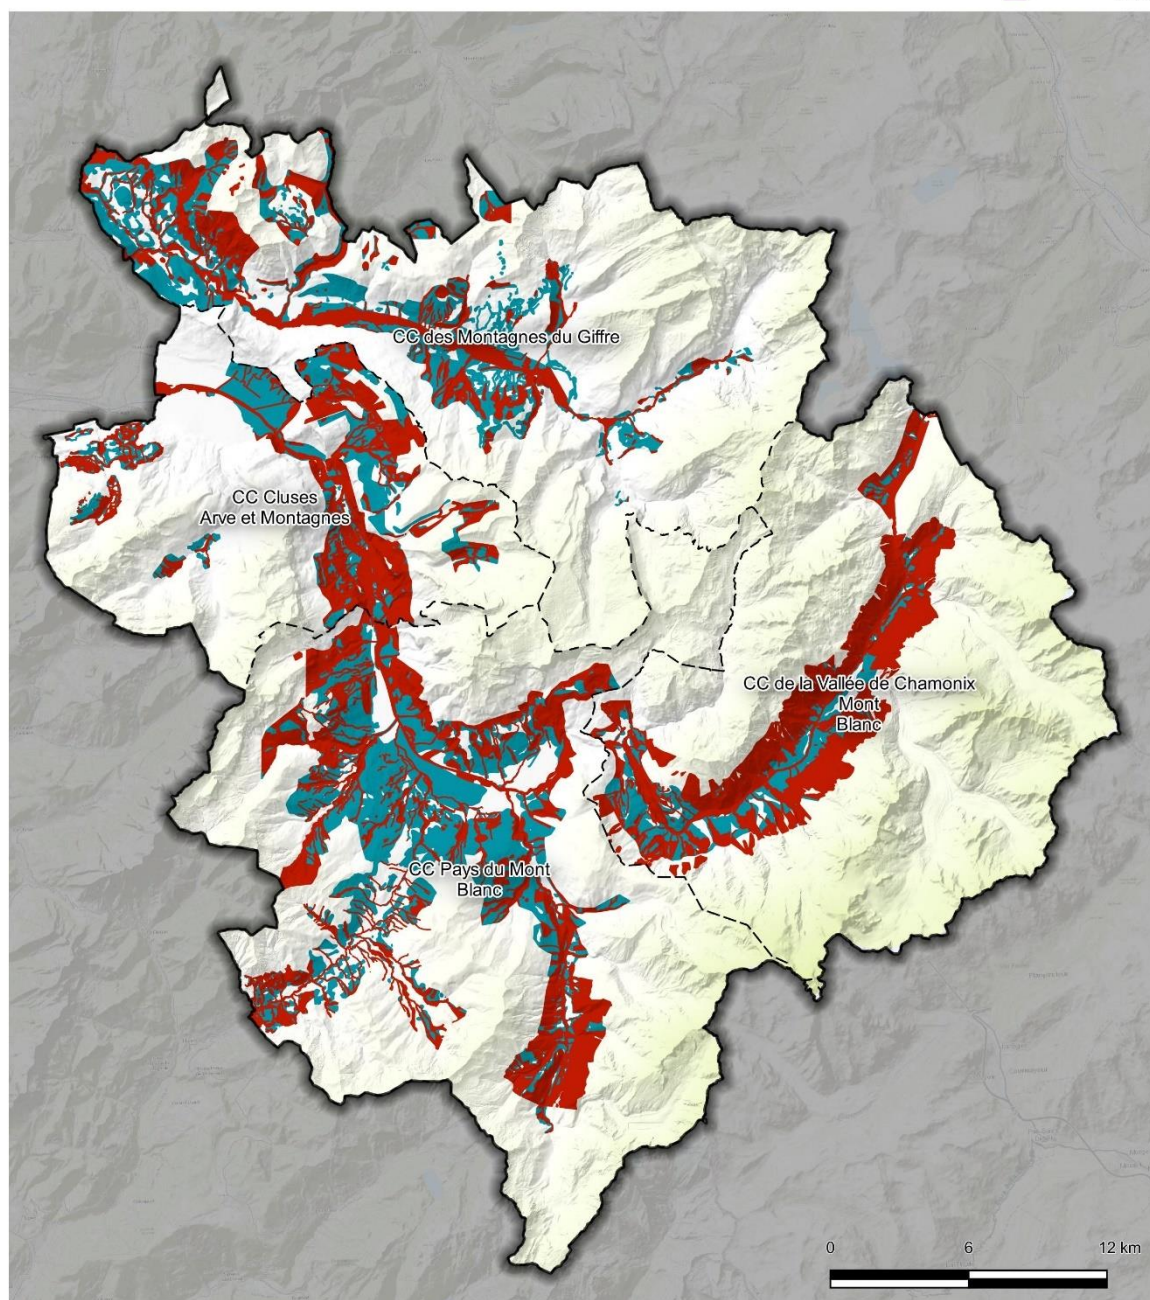 CC des Montagnes du Giffre
CC Cluses
Arve et Montagnes
CC de la Vallée de Chamonix
Mont
Blanc
CC Pays du Mont
Blanc
0 6 12 km